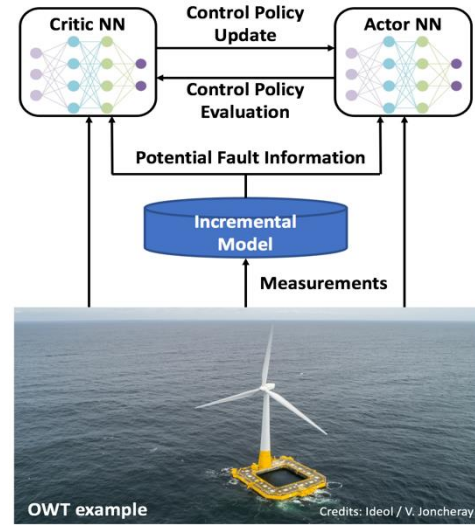 Critic NN
Control Policy
Update
Actor NN
Control Policy
Evaluation
Potential Fault Information
Incremental
Model
Measurements
OWT example
Credits: Ideol / V. Joncheray